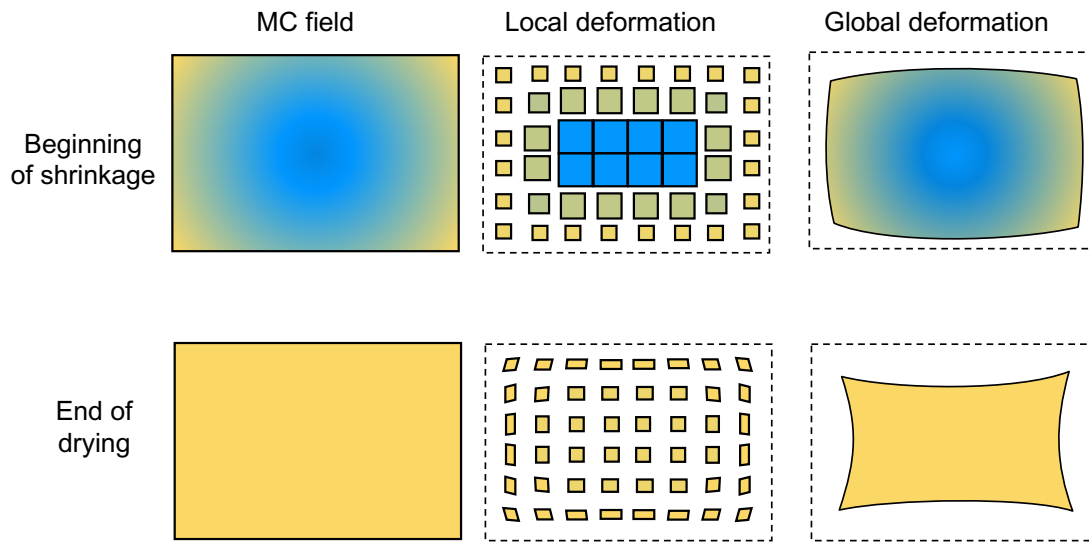 MC field
Local deformation
Global deformation
Beginning
of shrinkage
End of
drying